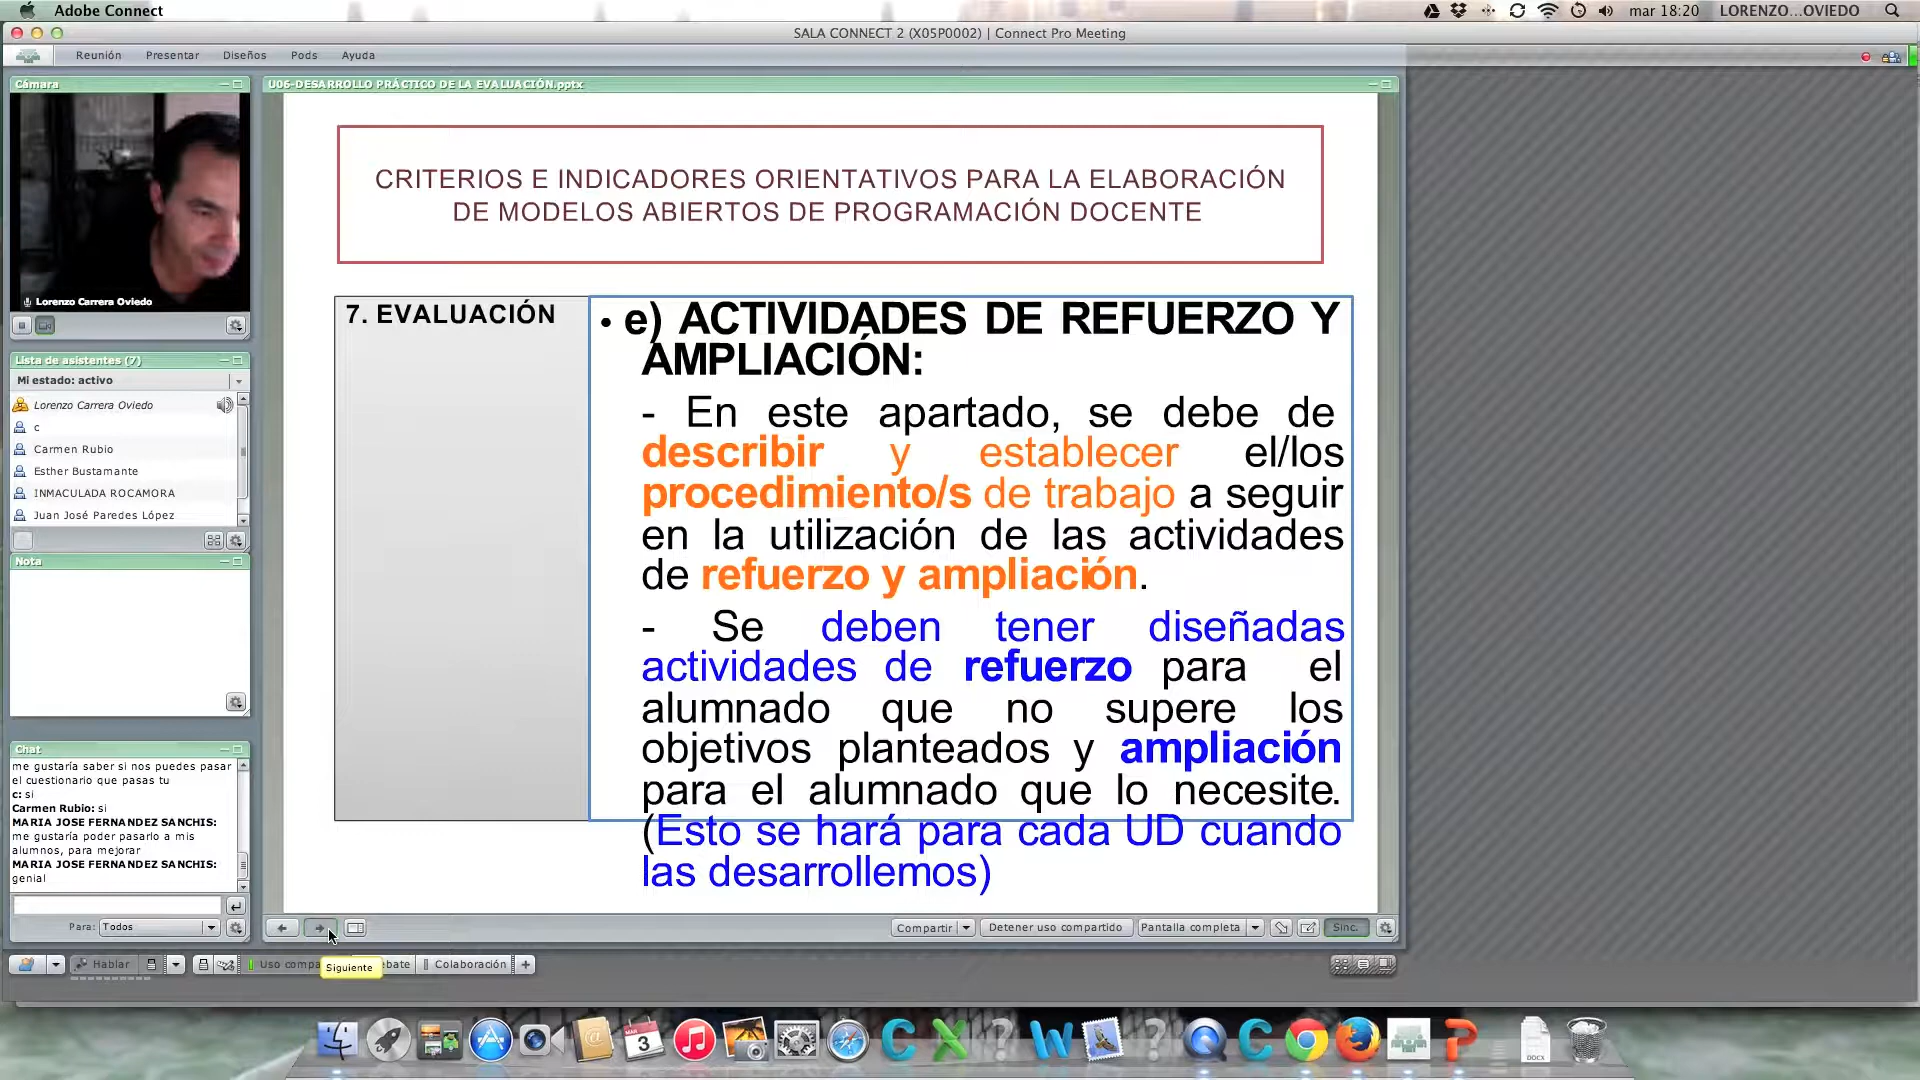 Adobe Connect
mar 18:20 LORENZO...OVIEDO
SALA CONNECT 2 (X05P0002) | Connect Pro Meeting
Reunión Presentar Diseños Pods Ayuda
Cámara
Lorenzo Carrera Oviedo
Lista de asistentes (7)
Mi estado: activo
Lorenzo Carrera Oviedo
c
Carmen Rubio
Esther Bustamante
INMACULADA ROCAMORA
Juan José Paredes López
Nota
Chat
me gustaría saber si nos puedes pasar
el cuestionario que pasas tu
c: si
Carmen Rubio: si
MARIA JOSE FERNANDEZ SANCHIS:
me gustaría poder pasarlo a mis
alumnos, para mejorar
MARIA JOSE FERNANDEZ SANCHIS:
genial
Para: Todos
U06-DESARROLLO PRÁCTICO DE LA EVALUACIÓN.pptx
CRITERIOS E INDICADORES ORIENTATIVOS PARA LA ELABORACIÓN
DE MODELOS ABIERTOS DE PROGRAMACIÓN DOCENTE
7. EVALUACIÓN
• e) ACTIVIDADES DE REFUERZO Y
AMPLIACIÓN:
- En este apartado, se debe de
describir y establecer el/los
procedimiento/s de trabajo a seguir
en la utilización de las actividades
de refuerzo y ampliación.
- Se deben tener diseñadas
actividades de refuerzo para el
alumnado que no supere los
objetivos planteados y ampliación
para el alumnado que lo necesite.
(Esto se hará para cada UD cuando
las desarrollemos)
Compartir Detener uso compartido Pantalla completa Sinc.
Hablar Uso compa ebate Colaboración +
Siguiente
MAR
3
DOCX